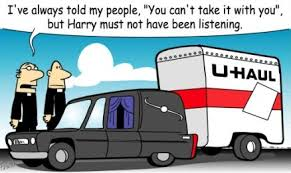 I've always told my people, "You can't take it with you",
but Harry must not have been listening.
U-HAUL